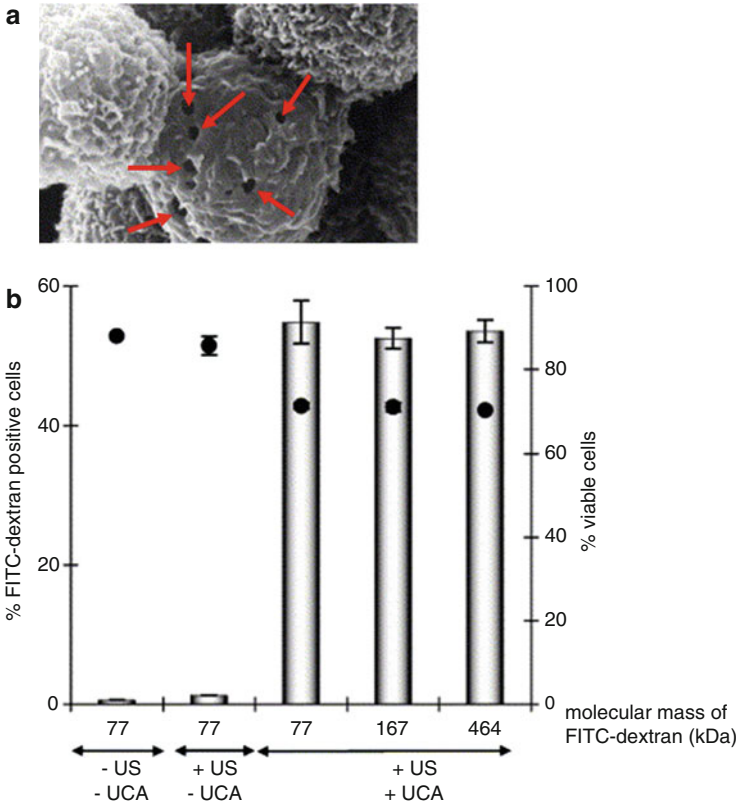 a
b
60
40
20
0
% FITC-dextran positive cells
100
80
60
40
20
0
% viable cells
77 77 77 167 464
molecular mass of
FITC-dextran (kDa)
- US + US + US
- UCA - UCA + UCA